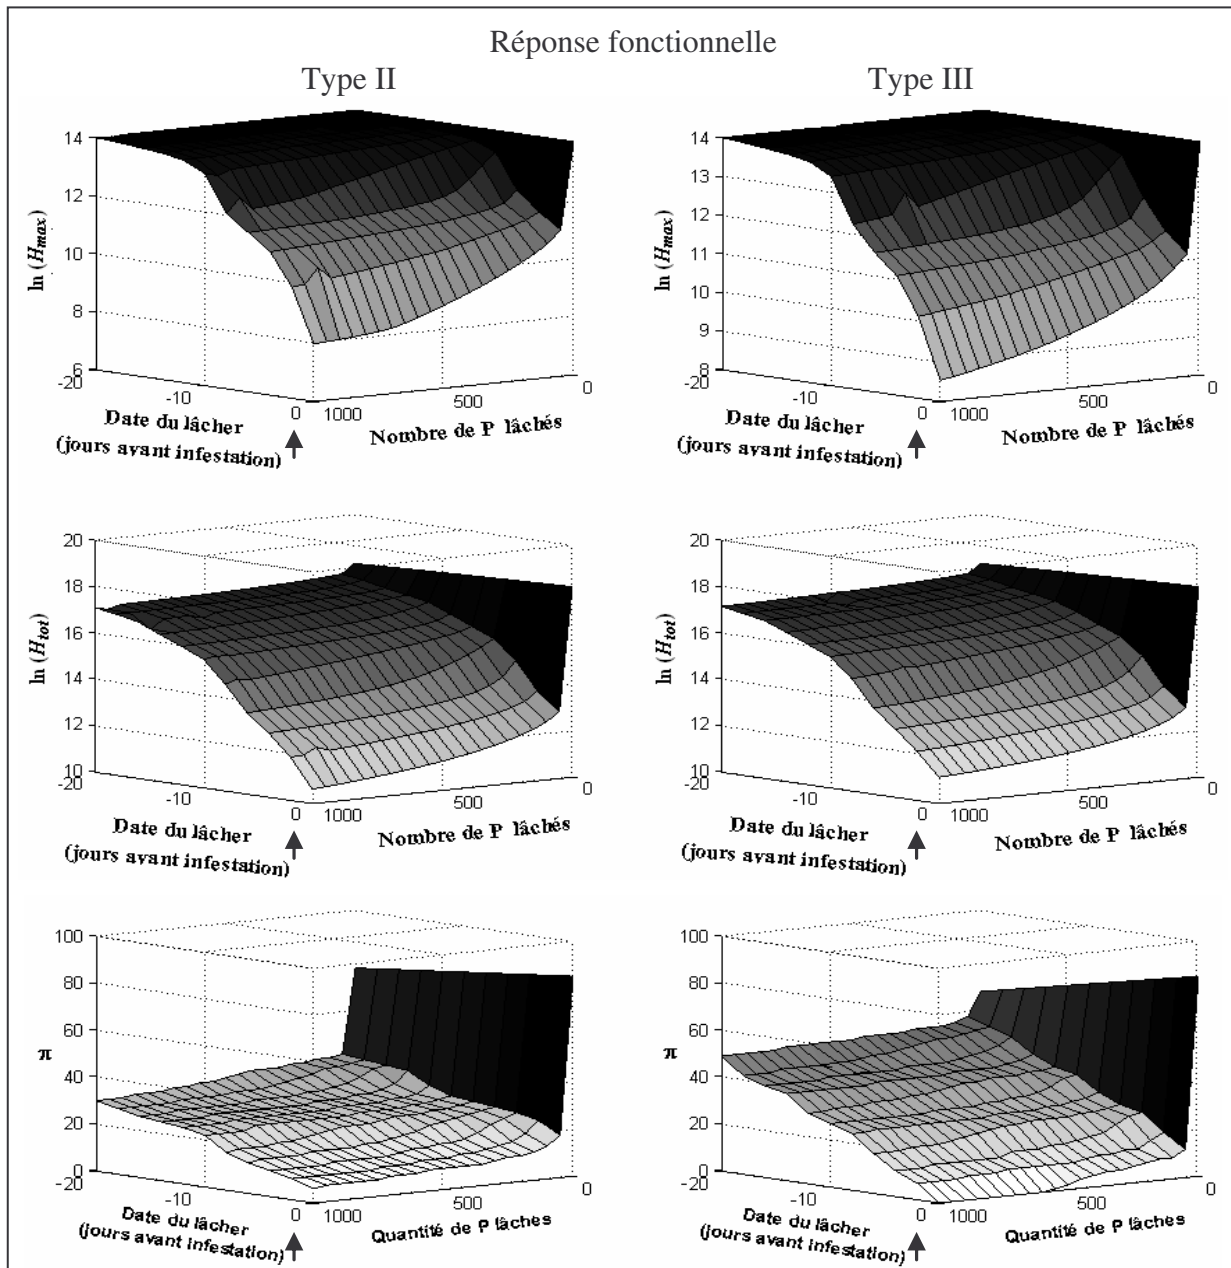 Réponse fonctionnelle
Type II
Type III
14
12
10
8
6
ln (Hmax)
-20
-10
0
1000
500
0
Date du lâcher
(jours avant infestation)
Nombre de P lâchés
14
13
12
11
10
9
8
ln (Hmax)
-20
-10
0
1000
500
0
Date du lâcher
(jours avant infestation)
Nombre de P lâchés
20
18
16
14
12
10
ln (Htot)
-20
-10
0
1000
500
0
Date du lâcher
(jours avant infestation)
Nombre de P lâchés
20
18
16
14
12
10
ln (Htot)
-20
-10
0
1000
500
0
Date du lâcher
(jours avant infestation)
Nombre de P lâchés
100
80
60
40
20
0
π
-20
-10
0
1000
500
0
Date du lâcher
(jours avant infestation)
Quantité de P lâches
100
80
60
40
20
0
π
-20
-10
0
1000
500
0
Date du lâcher
(jours avant infestation)
Quantité de P lâchés